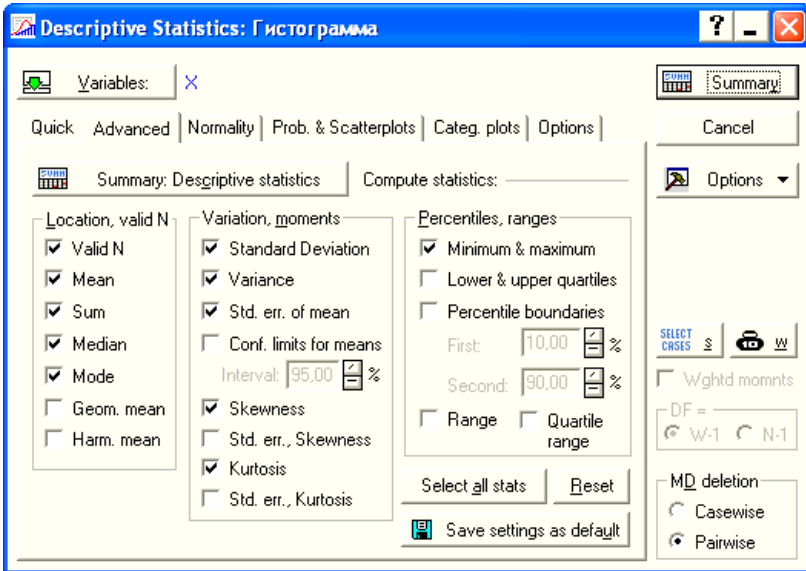 Descriptive Statistics: Гистограмма
?
Variables:
X
SUMM
Summary
Quick
Advanced
Normality
Prob. & Scatterplots
Categ. plots
Options
Cancel
SUMM
Summary: Descriptive statistics
Compute statistics:
Options
Location, valid N
Valid N
Mean
Sum
Median
Mode
Geom. mean
Harm. mean
Variation, moments
Standard Deviation
Variance
Std. err. of mean
Conf. limits for means
Interval: 95,00 %
Skewness
Std. err., Skewness
Kurtosis
Std. err., Kurtosis
Percentiles, ranges
Minimum & maximum
Lower & upper quartiles
Percentile boundaries
First: 10,00 %
Second: 90,00 %
Range
Quartile
range
Select all stats
Reset
Save settings as default
SELECT
CASES
S
W
Wghtd momnts
DF =
W-1
N-1
MD deletion
Casewise
Pairwise